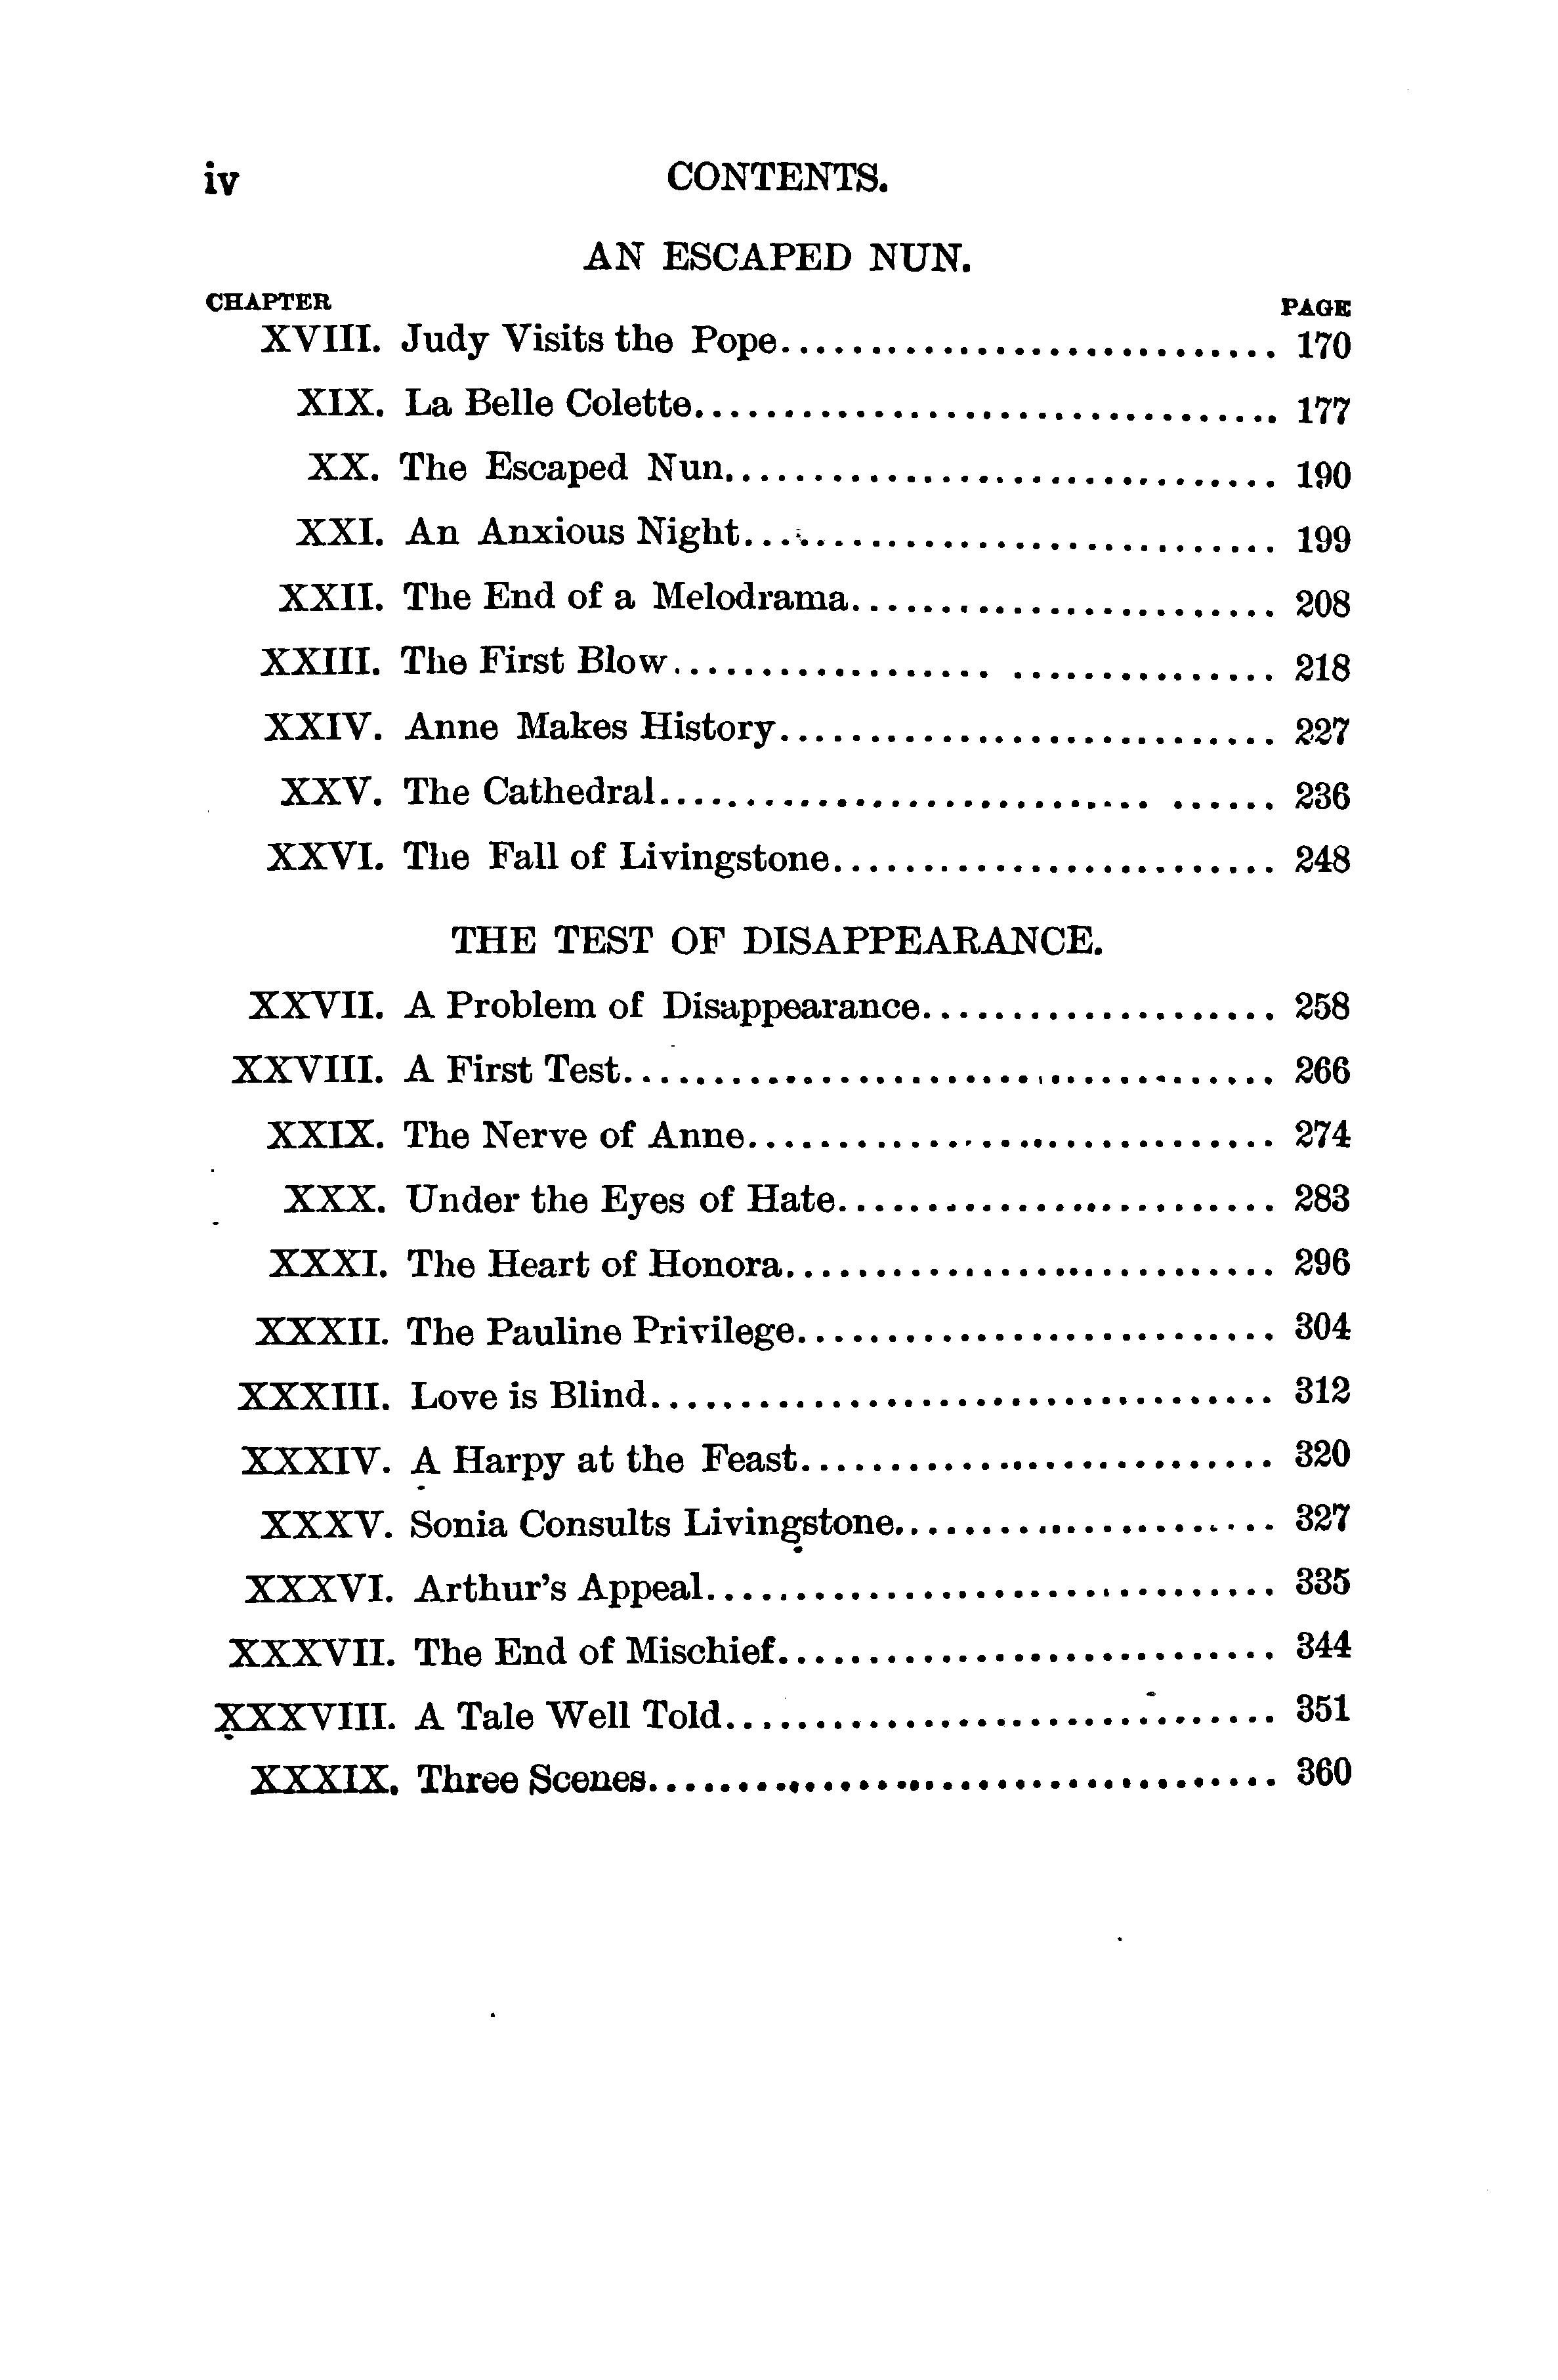 iv CONTENTS.
AN ESCAPED NUN.
CHAPTER PAGE
XVIII. Judy Visits the Pope............................ 170
XIX. La Belle Colette................................. 177
XX. The Escaped Nun............................... 190
XXI. An Anxious Night.............................. 199
XXII. The End of a Melodrama........................ 208
XXIII. The First Blow.................. ............... 218
XXIV. Anne Makes History............................ 227
XXV. The Cathedral........................... ...... 236
XXVI. The Fall of Livingstone......................... 248
THE TEST OF DISAPPEARANCE.
XXVII. A Problem of Disappearance.................... 258
XXVIII. A First Test.................................... 266
XXIX. The Nerve of Anne.............................. 274
XXX. Under the Eyes of Hate......................... 283
XXXI. The Heart of Honora............................ 296
XXXII. The Pauline Privilege........................... 304
XXXIII. Love is Blind................................... 312
XXXIV. A Harpy at the Feast........................... 320
XXXV. Sonia Consults Livingstone...................... 327
XXXVI. Arthur's Appeal................................ 335
XXXVII. The End of Mischief............................ 344
XXXVIII. A Tale Well Told............................... 351
XXXIX. Three Scenes................................... 360